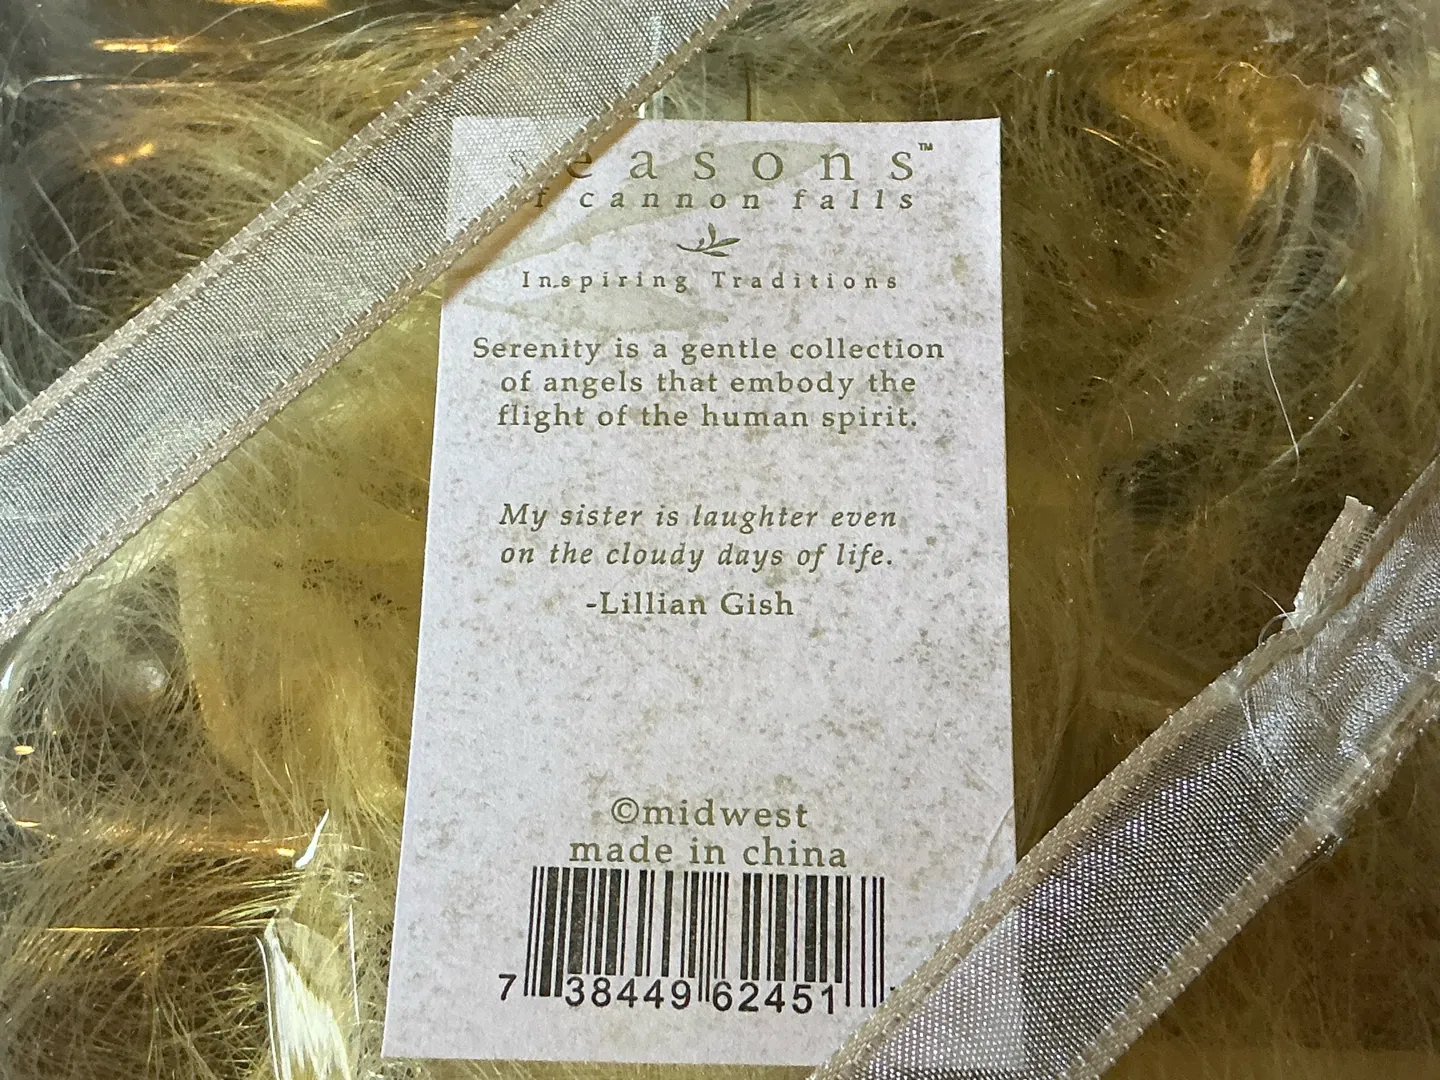 seasons™
of cannon falls
Inspiring Traditions
Serenity is a gentle collection
of angels that embody the
flight of the human spirit.
My sister is laughter even
on the cloudy days of life.
-Lillian Gish
©midwest
made in china
7 38449 62451